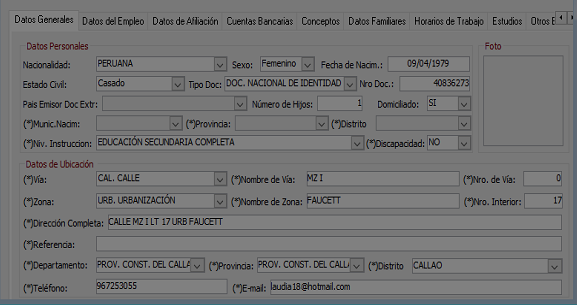 Datos Generales Datos del Empleo Datos de Afiliación Cuentas Bancarias Conceptos Datos Familiares Horarios de Trabajo Estudios Otros
Datos Personales Foto
Nacionalidad: PERUANA Sexo: Femenino Fecha de Nacim.: 09/04/1979
Estado Civil: Casado Tipo Doc: DOC. NACIONAL DE IDENTIDAD Nro Doc.: 40836273
Pais Emisor Doc Extr: Número de Hijos: 1 Domiciliado: SI
(*)Munic.Nacim: (*)Provincia: (*)Distrito
(*)Niv. Instruccion: EDUCACIÓN SECUNDARIA COMPLETA (*)Discapacidad: NO
Datos de Ubicación
(*)Vía: CAL. CALLE (*)Nombre de Vía: MZ I (*)Nro. de Vía: 0
(*)Zona: URB. URBANIZACIÓN (*)Nombre de Zona: FAUCETT (*)Nro. Interior: 17
(*)Dirección Completa: CALLE MZ I LT 17 URB FAUCETT
(*)Referencia:
(*)Departamento: PROV. CONST. DEL CALLA (*)Provincia: PROV. CONST. DEL CALL (*)Distrito CALLAO
(*)Teléfono: 967253055 (*)E-mail: laudia18@hotmail.com